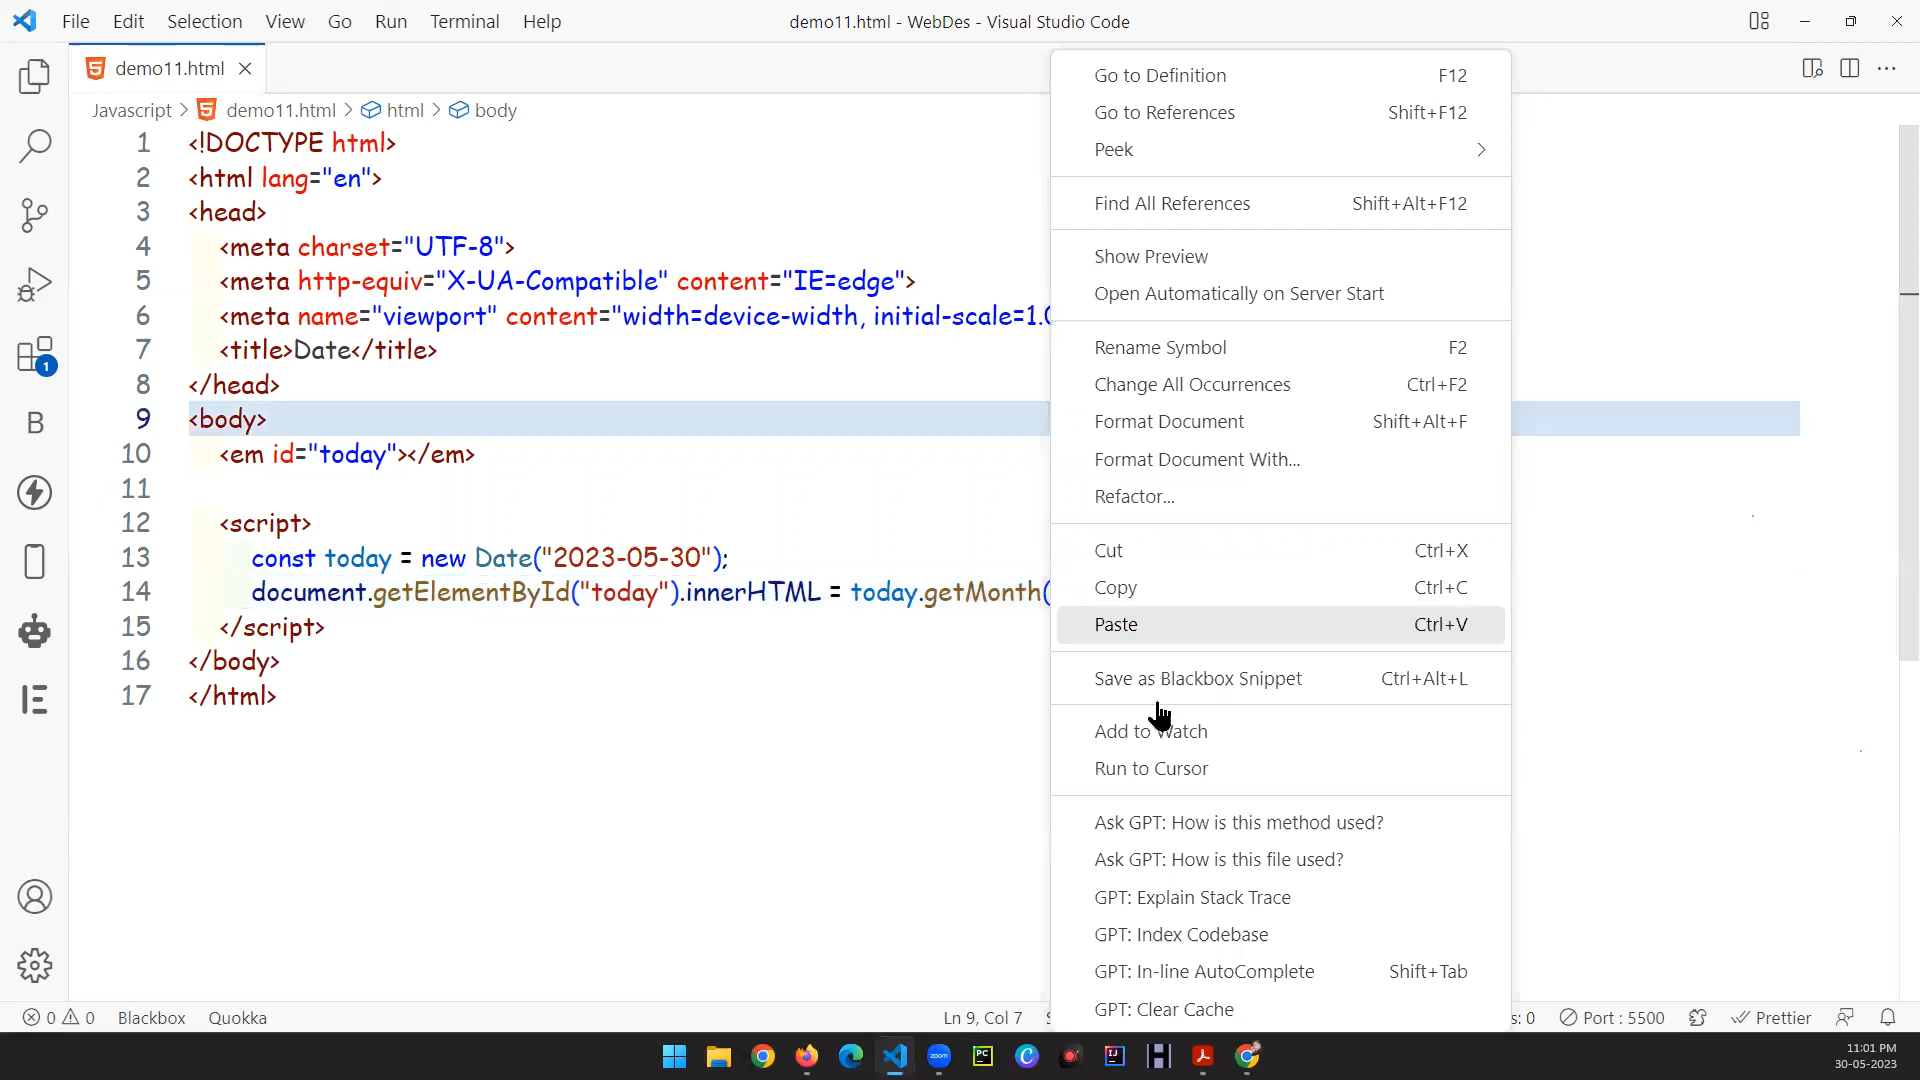 File Edit Selection View Go Run Terminal Help
demo11.html - WebDes - Visual Studio Code
demo11.html
Javascript > demo11.html > html > body
1 <!DOCTYPE html>
2 <html lang="en">
3 <head>
4 <meta charset="UTF-8">
5 <meta http-equiv="X-UA-Compatible" content="IE=edge">
6 <meta name="viewport" content="width=device-width, initial-scale=1.0
7 <title>Date</title>
8 </head>
9 <body>
10 <em id="today"></em>
11
12 <script>
13 const today = new Date("2023-05-30");
14 document.getElementById("today").innerHTML = today.getMonth(
15 </script>
16 </body>
17 </html>
Go to Definition F12
Go to References Shift+F12
Peek >
Find All References Shift+Alt+F12
Show Preview
Open Automatically on Server Start
Rename Symbol F2
Change All Occurrences Ctrl+F2
Format Document Shift+Alt+F
Format Document With...
Refactor...
Cut Ctrl+X
Copy Ctrl+C
Paste Ctrl+V
Save as Blackbox Snippet Ctrl+Alt+L
Add to Watch
Run to Cursor
Ask GPT: How is this method used?
Ask GPT: How is this file used?
GPT: Explain Stack Trace
GPT: Index Codebase
GPT: In-line AutoComplete Shift+Tab
GPT: Clear Cache
1
B
0 0 Blackbox Quokka Ln 9, Col 7 s: 0 Port : 5500 Prettier
zoom PC C IJ H
11:01 PM
30-05-2023